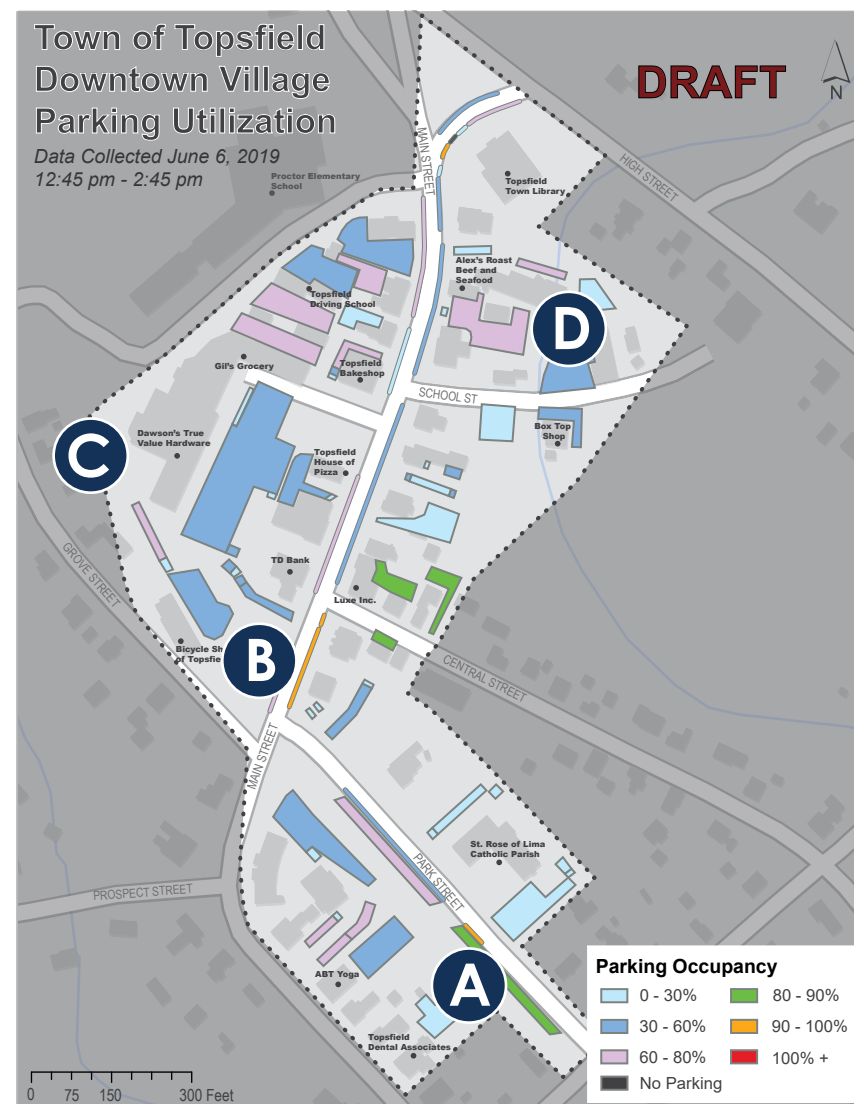 Town of Topsfield
Downtown Village
Parking Utilization
Data Collected June 6, 2019
12:45 pm - 2:45 pm
DRAFT
N
Proctor Elementary
School
MAIN STREET
HIGH STREET
Topsfield
Town Library
Alex's Roast
Beef and
Seafood
Topsfield
Driving School
D
Gil's Grocery
Topsfield
Bakeshop
SCHOOL ST
Box Top
Shop
C
Dawson's True
Value Hardware
Topsfield
House of
Pizza
GROVE STREET
TD Bank
Luxe Inc.
Bicycle Sh
of Topsfie
B
CENTRAL STREET
MAIN STREET
St. Rose of Lima
Catholic Parish
PARK STREET
PROSPECT STREET
ABT Yoga
A
Topsfield
Dental Associates
Parking Occupancy
0 - 30%
80 - 90%
30 - 60%
90 - 100%
60 - 80%
100% +
No Parking
0 75 150 300 Feet